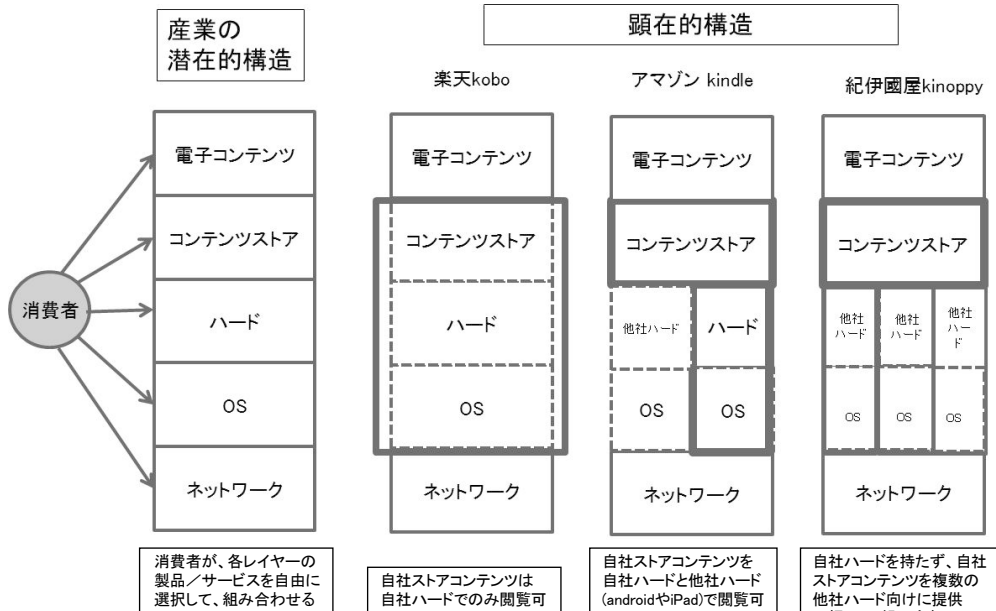 産業の
潜在的構造
顕在的構造
楽天kobo
アマゾン kindle
紀伊國屋kinoppy
消費者
電子コンテンツ
コンテンツストア
ハード
OS
ネットワーク
電子コンテンツ
コンテンツストア
ハード
OS
ネットワーク
電子コンテンツ
コンテンツストア
他社ハード
ハード
OS
OS
ネットワーク
電子コンテンツ
コンテンツストア
他社
ハード
他社
ハード
他社
ハー
ド
OS
OS
OS
ネットワーク
消費者が、各レイヤーの
製品／サービスを自由に
選択して、組み合わせる
自社ストアコンテンツは
自社ハードでのみ閲覧可
自社ストアコンテンツを
自社ハードと他社ハード
(androidやiPad)で閲覧可
自社ハードを持たず、自社
ストアコンテンツを複数の
他社ハード向けに提供